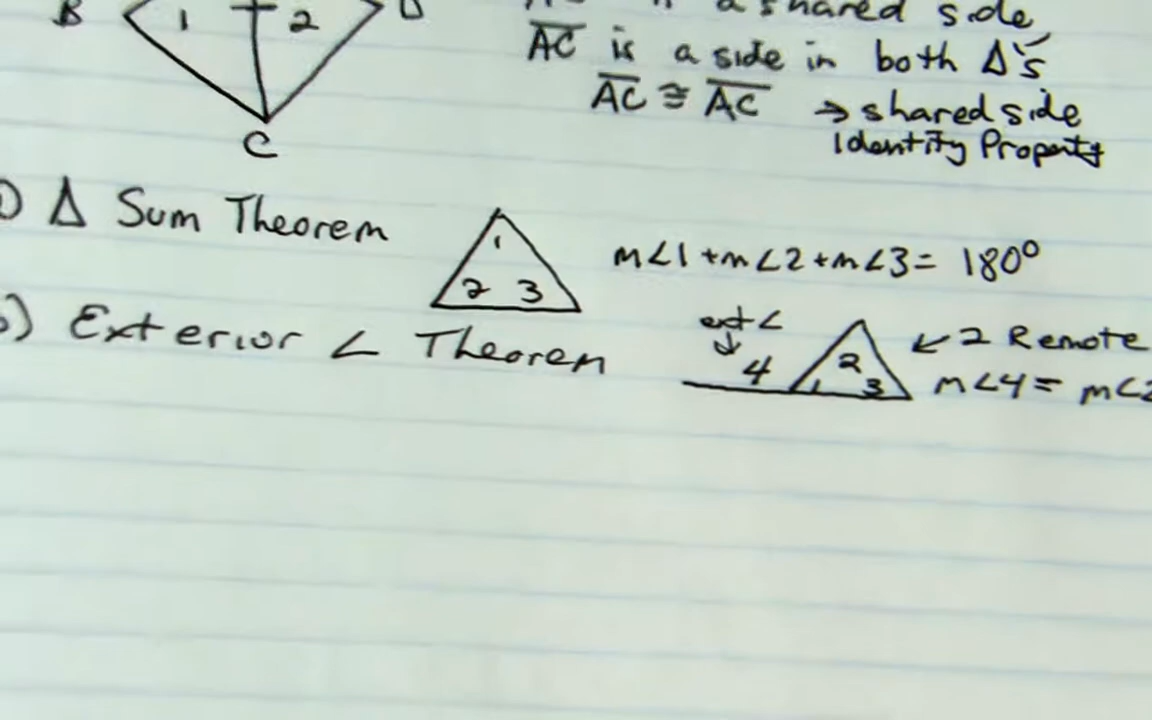 B 1 2
a shared side
AC is a side in both Δ's
AC ≅ AC → shared side
Identity Property
C
) Δ Sum Theorem 1 2 3 m∠1 + m∠2 + m∠3 = 180°
) Exterior ∠ Theorem ext ∠ 4 1 2 3 ← 2 Remote
m∠4 = m∠2